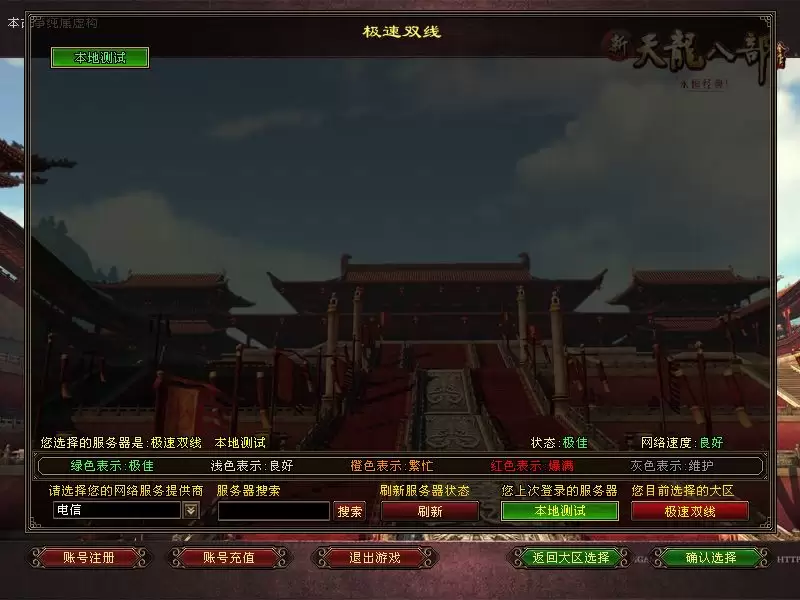 极速双线
本地测试
新天龍八部
永恒经典!
您选择的服务器是:极速双线 本地测试 状态:极佳 网络速度:良好
绿色表示:极佳 浅色表示:良好 橙色表示:繁忙 红色表示:爆满 灰色表示:维护
请选择您的网络服务提供商 服务器搜索 刷新服务器状态 您上次登录的服务器 您目前选择的大区
电信 搜索 刷新 本地测试 极速双线
账号注册 账号充值 退出游戏 返回大区选择 确认选择 HTTP